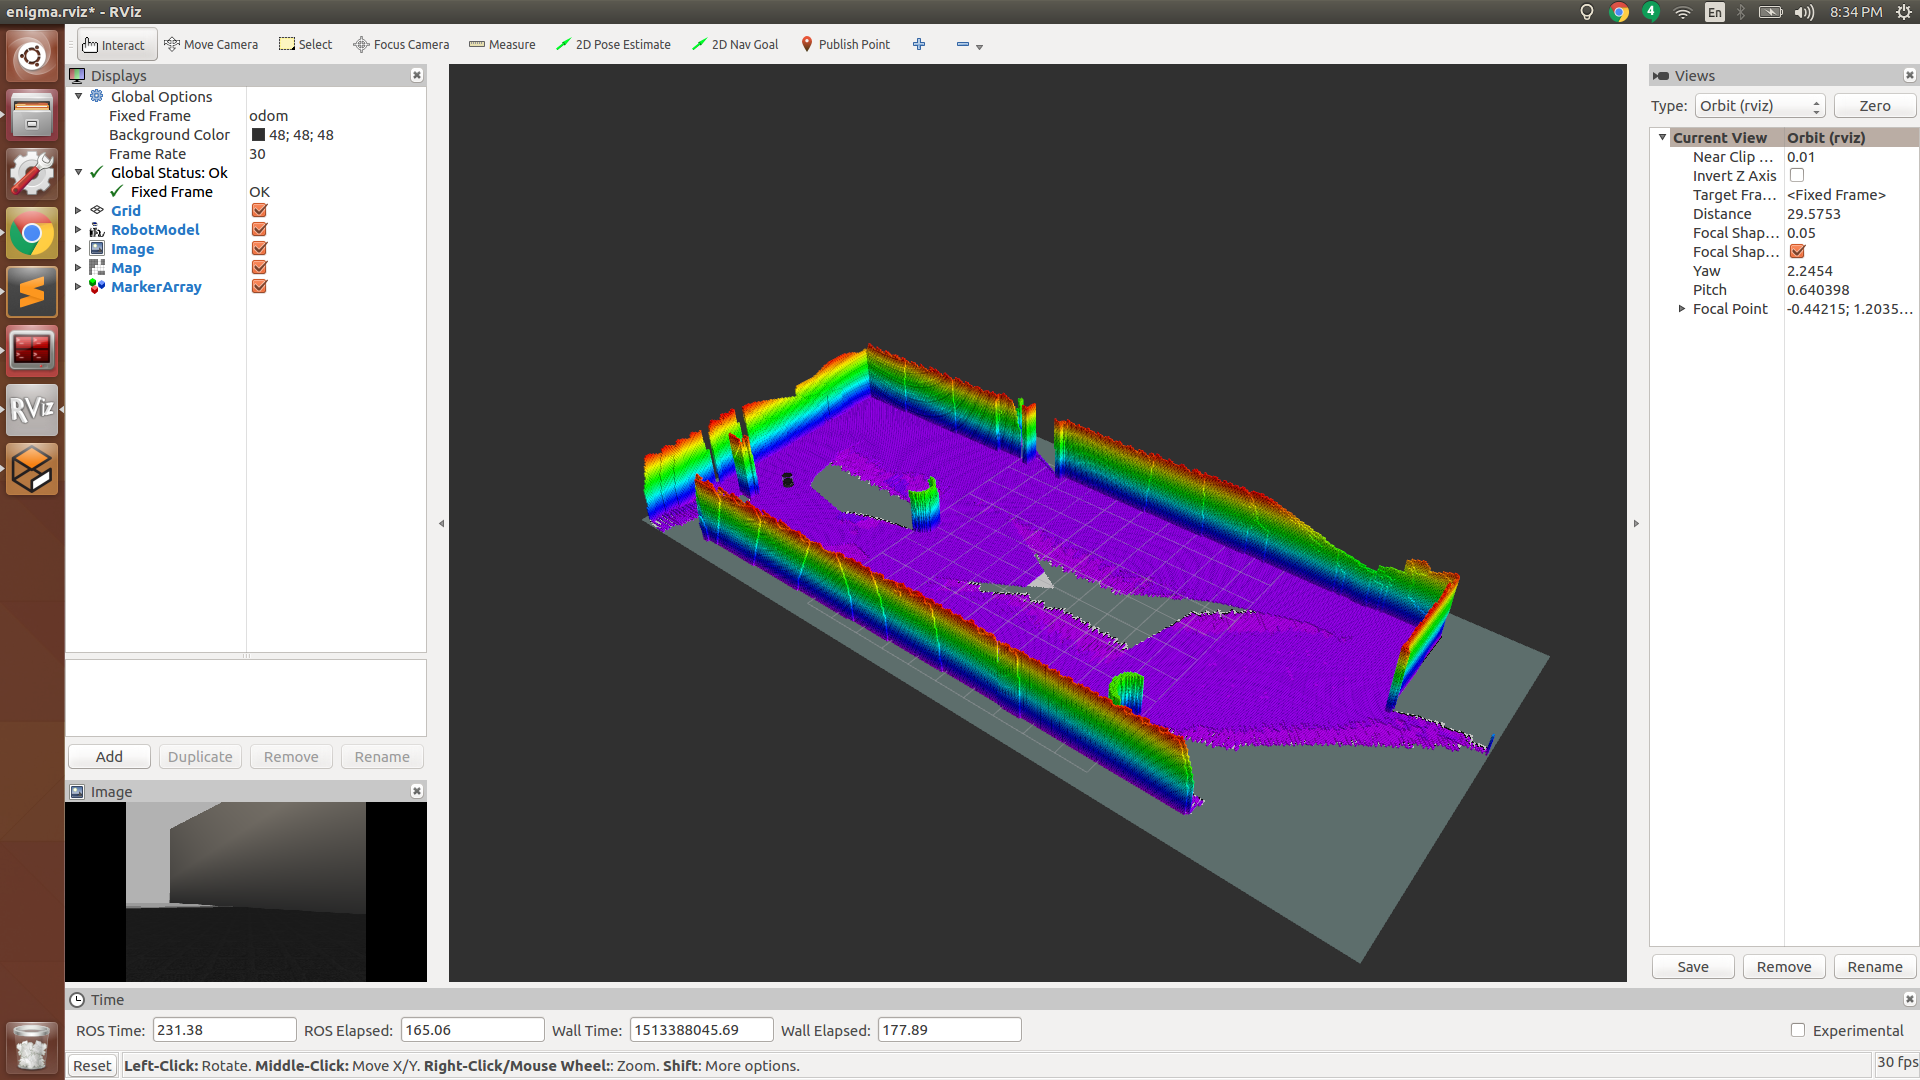 enigma.rviz* - RViz
4
En
8:34 PM
Interact
Move Camera
Select
Focus Camera
Measure
2D Pose Estimate
2D Nav Goal
Publish Point
Displays
Global Options
Fixed Frame odom
Background Color 48; 48; 48
Frame Rate 30
Global Status: Ok
Fixed Frame OK
Grid
RobotModel
Image
Map
MarkerArray
Add
Duplicate
Remove
Rename
Image
RViz
Views
Type: Orbit (rviz) Zero
Current View Orbit (rviz)
Near Clip ... 0.01
Invert Z Axis
Target Fra... <Fixed Frame>
Distance 29.5753
Focal Shap... 0.05
Focal Shap...
Yaw 2.2454
Pitch 0.640398
Focal Point -0.44215; 1.2035...
Save
Remove
Rename
Time
ROS Time: 231.38 ROS Elapsed: 165.06 Wall Time: 1513388045.69 Wall Elapsed: 177.89 Experimental
Reset Left-Click: Rotate. Middle-Click: Move X/Y. Right-Click/Mouse Wheel:: Zoom. Shift: More options. 30 fps